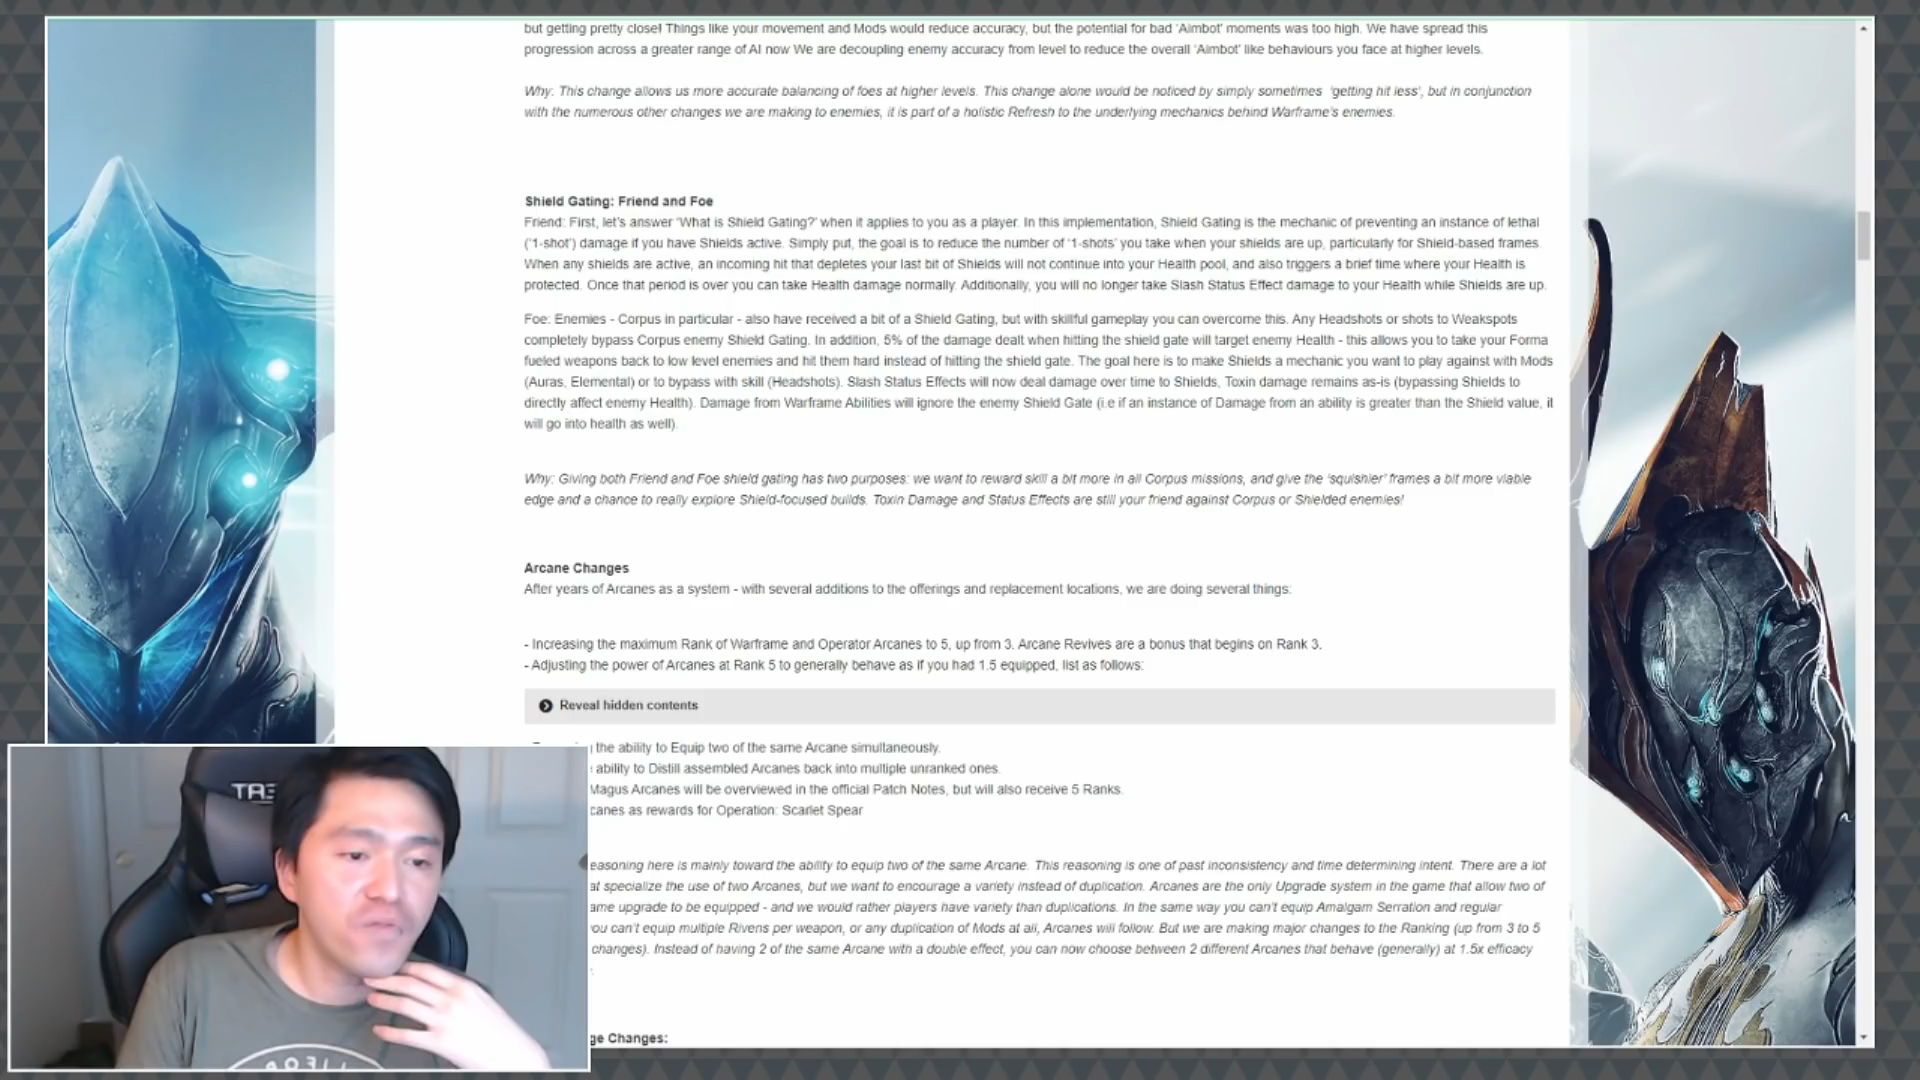 but getting pretty close! Things like your movement and Mods would reduce accuracy, but the potential for bad 'Aimbot' moments was too high. We have spread this
progression across a greater range of AI now We are decoupling enemy accuracy from level to reduce the overall 'Aimbot' like behaviours you face at higher levels.
Why: This change allows us more accurate balancing of foes at higher levels. This change alone would be noticed by simply sometimes 'getting hit less', but in conjunction
with the numerous other changes we are making to enemies, it is part of a holistic Refresh to the underlying mechanics behind Warframe's enemies.
Shield Gating: Friend and Foe
Friend: First, let's answer 'What is Shield Gating?' when it applies to you as a player. In this implementation, Shield Gating is the mechanic of preventing an instance of lethal
('1-shot') damage if you have Shields active. Simply put, the goal is to reduce the number of '1-shots' you take when your shields are up, particularly for Shield-based frames.
When any shields are active, an incoming hit that depletes your last bit of Shields will not continue into your Health pool, and also triggers a brief time where your Health is
protected. Once that period is over you can take Health damage normally. Additionally, you will no longer take Slash Status Effect damage to your Health while Shields are up.
Foe: Enemies - Corpus in particular - also have received a bit of a Shield Gating, but with skillful gameplay you can overcome this. Any Headshots or shots to Weakspots
completely bypass Corpus enemy Shield Gating. In addition, 5% of the damage dealt when hitting the shield gate will target enemy Health - this allows you to take your Forma
fueled weapons back to low level enemies and hit them hard instead of hitting the shield gate. The goal here is to make Shields a mechanic you want to play against with Mods
(Auras, Elemental) or to bypass with skill (Headshots). Slash Status Effects will now deal damage over time to Shields, Toxin damage remains as-is (bypassing Shields to
directly affect enemy Health). Damage from Warframe Abilities will ignore the enemy Shield Gate (i.e if an instance of Damage from an ability is greater than the Shield value, it
will go into health as well).
Why: Giving both Friend and Foe shield gating has two purposes: we want to reward skill a bit more in all Corpus missions, and give the 'squishier' frames a bit more viable
edge and a chance to really explore Shield-focused builds. Toxin Damage and Status Effects are still your friend against Corpus or Shielded enemies!
Arcane Changes
After years of Arcanes as a system - with several additions to the offerings and replacement locations, we are doing several things:
- Increasing the maximum Rank of Warframe and Operator Arcanes to 5, up from 3. Arcane Revives are a bonus that begins on Rank 3.
- Adjusting the power of Arcanes at Rank 5 to generally behave as if you had 1.5 equipped, list as follows:
Reveal hidden contents
the ability to Equip two of the same Arcane simultaneously.
ability to Distill assembled Arcanes back into multiple unranked ones.
Magus Arcanes will be overviewed in the official Patch Notes, but will also receive 5 Ranks.
canes as rewards for Operation: Scarlet Spear
easoning here is mainly toward the ability to equip two of the same Arcane. This reasoning is one of past inconsistency and time determining intent. There are a lot
at specialize the use of two Arcanes, but we want to encourage a variety instead of duplication. Arcanes are the only Upgrade system in the game that allow two of
ame upgrade to be equipped - and we would rather players have variety than duplications. In the same way you can't equip Amalgam Serration and regular
you can't equip multiple Rivens per weapon, or any duplication of Mods at all, Arcanes will follow. But we are making major changes to the Ranking (up from 3 to 5
changes). Instead of having 2 of the same Arcane with a double effect, you can now choose between 2 different Arcanes that behave (generally) at 1.5x efficacy
ge Changes: